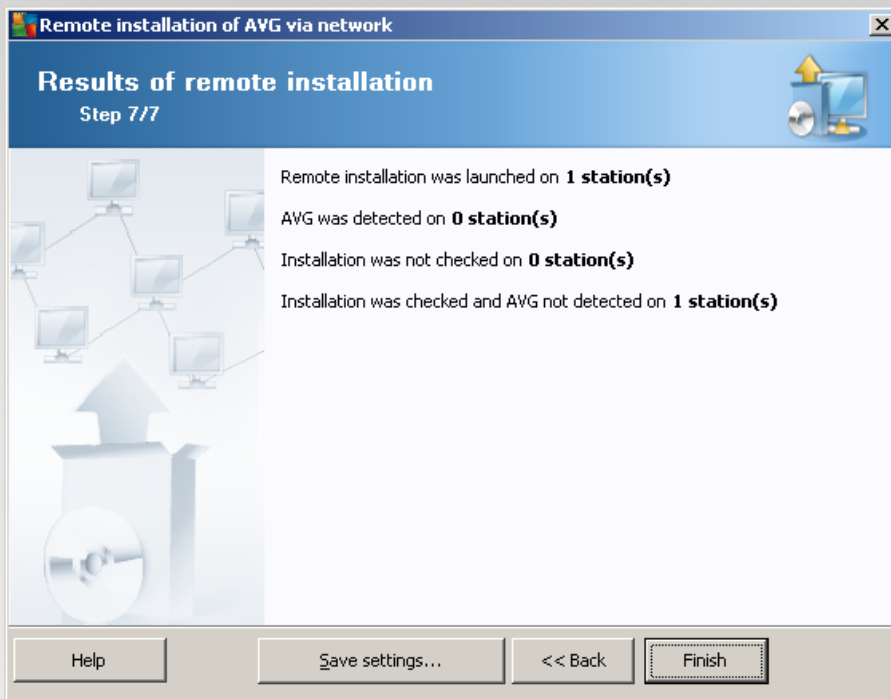 Remote installation of AVG via network
Results of remote installation
Step 7/7
Remote installation was launched on 1 station(s)
AVG was detected on 0 station(s)
Installation was not checked on 0 station(s)
Installation was checked and AVG not detected on 1 station(s)
Help
Save settings...
<< Back
Finish